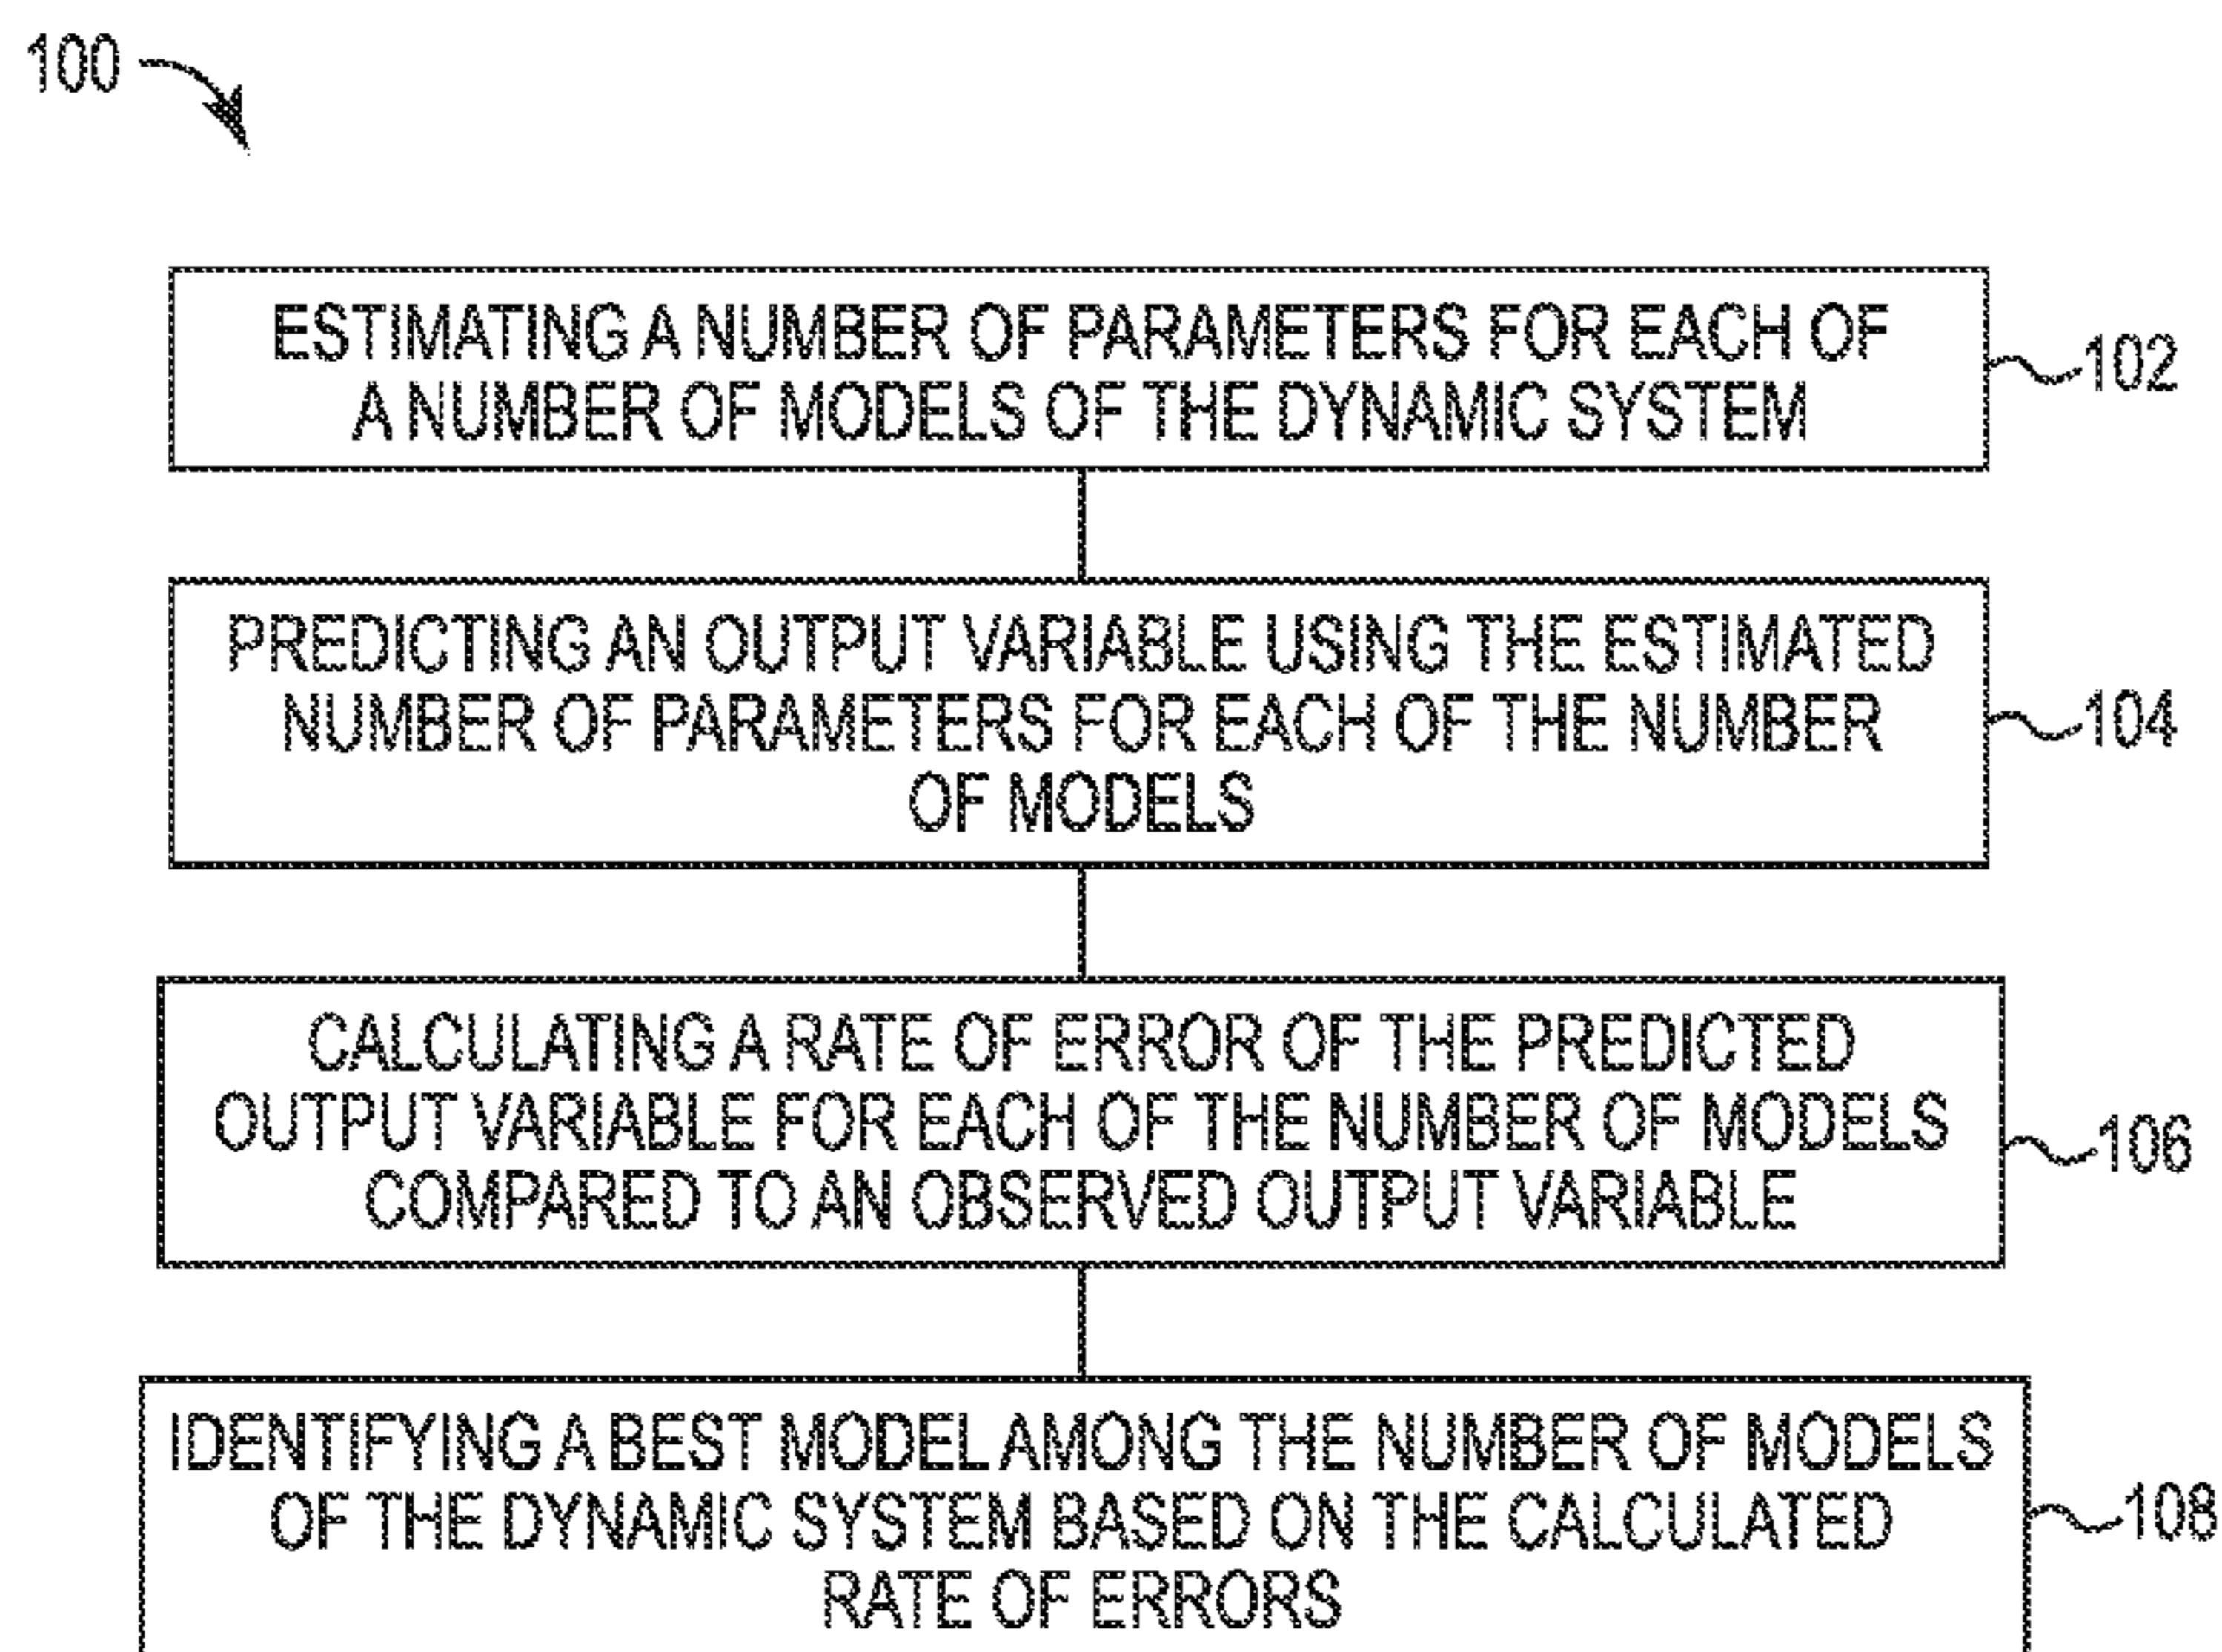 100
ESTIMATING A NUMBER OF PARAMETERS FOR EACH OF
A NUMBER OF MODELS OF THE DYNAMIC SYSTEM
102
PREDICTING AN OUTPUT VARIABLE USING THE ESTIMATED
NUMBER OF PARAMETERS FOR EACH OF THE NUMBER
OF MODELS
104
CALCULATING A RATE OF ERROR OF THE PREDICTED
OUTPUT VARIABLE FOR EACH OF THE NUMBER OF MODELS
COMPARED TO AN OBSERVED OUTPUT VARIABLE
106
IDENTIFYING A BEST MODEL AMONG THE NUMBER OF MODELS
OF THE DYNAMIC SYSTEM BASED ON THE CALCULATED
RATE OF ERRORS
108